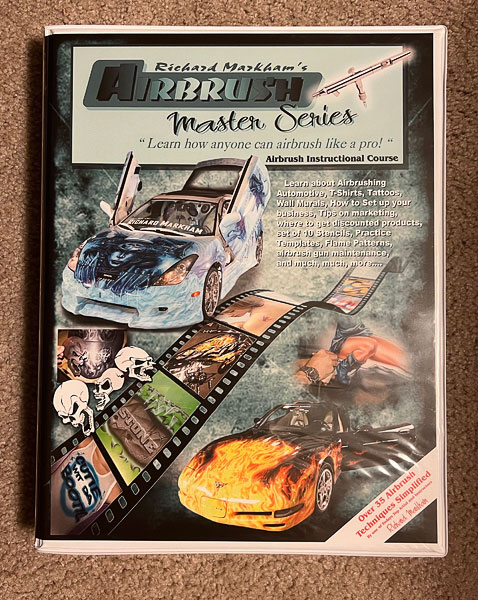 Richard Markham's
AIRBRUSH
Master Series
" Learn how anyone can airbrush like a pro! "
Airbrush Instructional Course
Learn about Airbrushing
Automotive, T-Shirts, Tattoos,
Wall Murals, How to Set up your
business, Tips on marketing,
where to get discounted products,
set of 10 Stencils, Practice
Templates, Flame Patterns,
airbrush gun maintenance,
and much, much, more....
RICHARD MARKHAM
Over 35 Airbrush
Techniques Simplified
Richard Markham